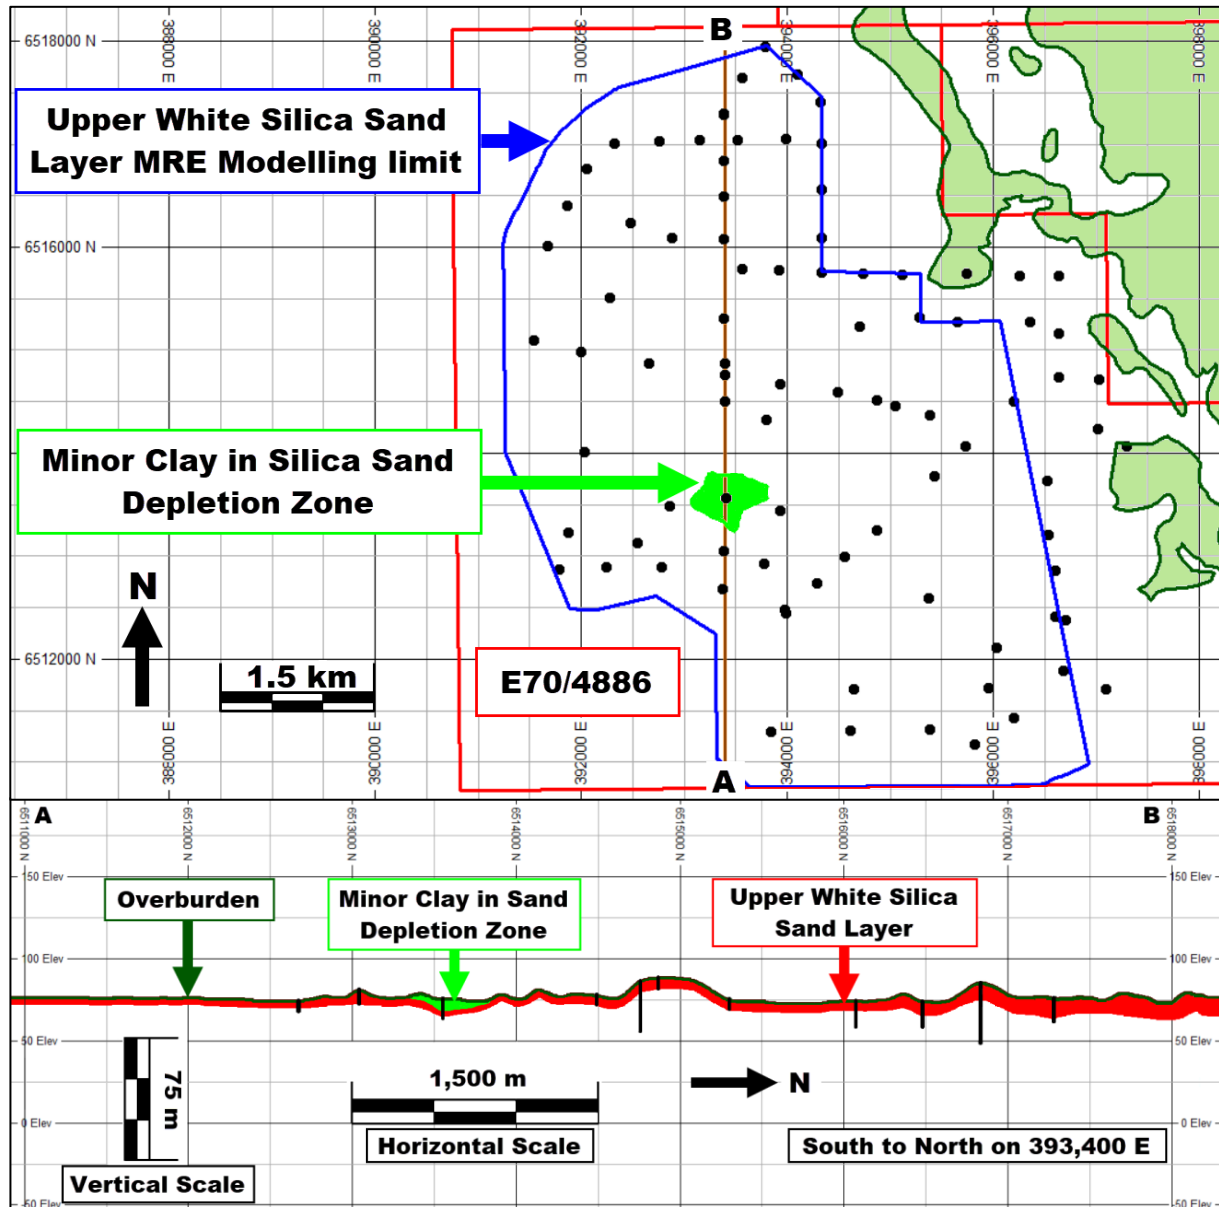 B
6518000 N
388000 E
390000 E
392000 E
394000 E
396000 E
398000 E
Upper White Silica Sand
Layer MRE Modelling limit
6516000 N
Minor Clay in Silica Sand
Depletion Zone
N
6512000 N
1.5 km
E70/4886
388000 E
390000 E
392000 E
394000 E
396000 E
398000 E
A
A
B
6511000 N
6512000 N
6513000 N
6514000 N
6515000 N
6516000 N
6517000 N
6518000 N
150 Elev
150 Elev
Overburden
Minor Clay in Sand
Depletion Zone
Upper White Silica
Sand Layer
100 Elev
100 Elev
50 Elev
50 Elev
75 m
1,500 m
N
0 Elev
0 Elev
Horizontal Scale
South to North on 393,400 E
Vertical Scale
-50 Elev
-50 Elev